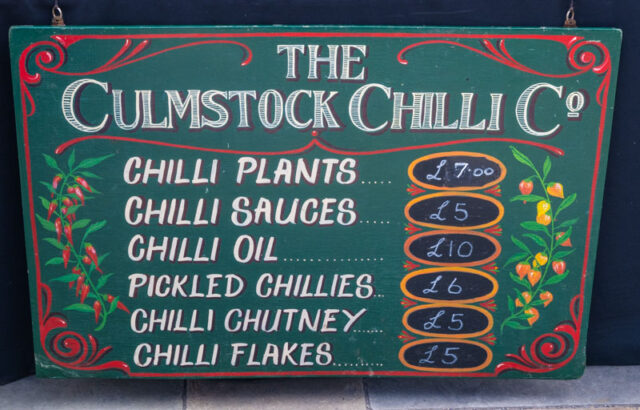 THE
CULMSTOCK CHILLI Cº
CHILLI PLANTS..... £7.00
CHILLI SAUCES..... £5
CHILLI OIL............... £10
PICKLED CHILLIES... £6
CHILLI CHUTNEY...... £5
CHILLI FLAKES......... £5